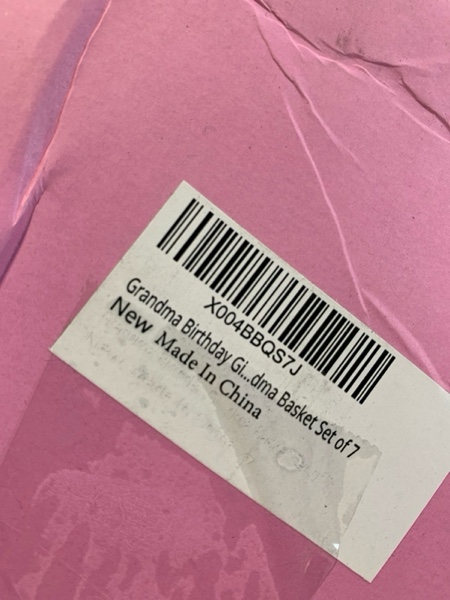 X004BBQS7J
Grandma Birthday Gi...dma Basket Set of 7
New Made In China